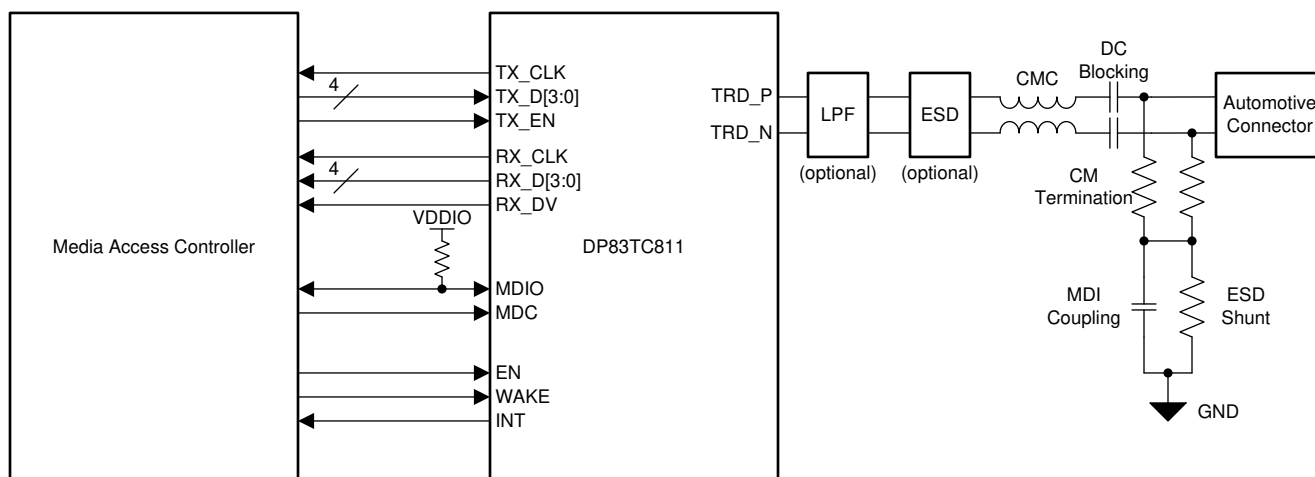 Media Access Controller
TX_CLK
4
TX_D[3:0]
TX_EN
RX_CLK
4
RX_D[3:0]
RX_DV
VDDIO
MDIO
MDC
EN
WAKE
INT
DP83TC811
TRD_P
TRD_N
LPF
(optional)
ESD
(optional)
CMC
DC
Blocking
Automotive
Connector
CM
Termination
MDI
Coupling
ESD
Shunt
GND